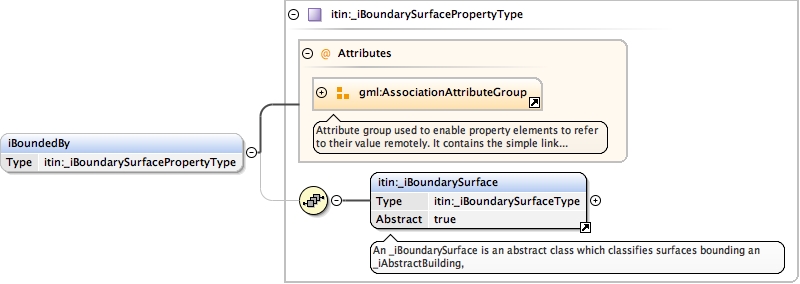 itin:_iBoundarySurfacePropertyType
@ Attributes
gml:AssociationAttributeGroup
Attribute group used to enable property elements to refer
to their value remotely. It contains the simple link...
iBoundedBy
Type itin:_iBoundarySurfacePropertyType
itin:_iBoundarySurface
Type itin:_iBoundarySurfaceType
Abstract true
An _iBoundarySurface is an abstract class which classifies surfaces bounding an
_iAbstractBuilding,